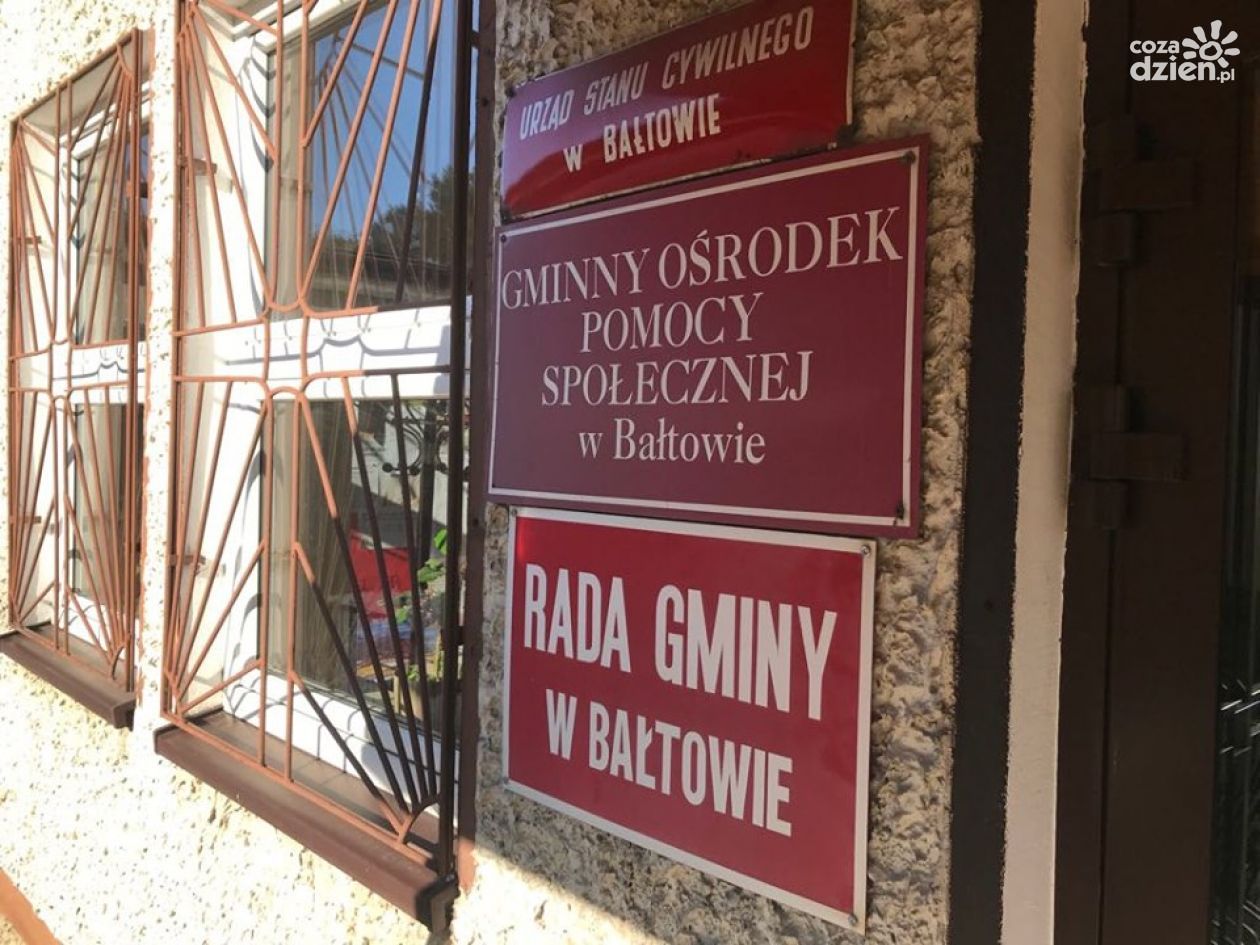 coza
dzien.pl
URZĄD STANU CYWILNEGO
W BAŁTOWIE
GMINNY OŚRODEK
POMOCY
SPOŁECZNEJ
w Bałtowie
RADA GMINY
W BAŁTOWIE